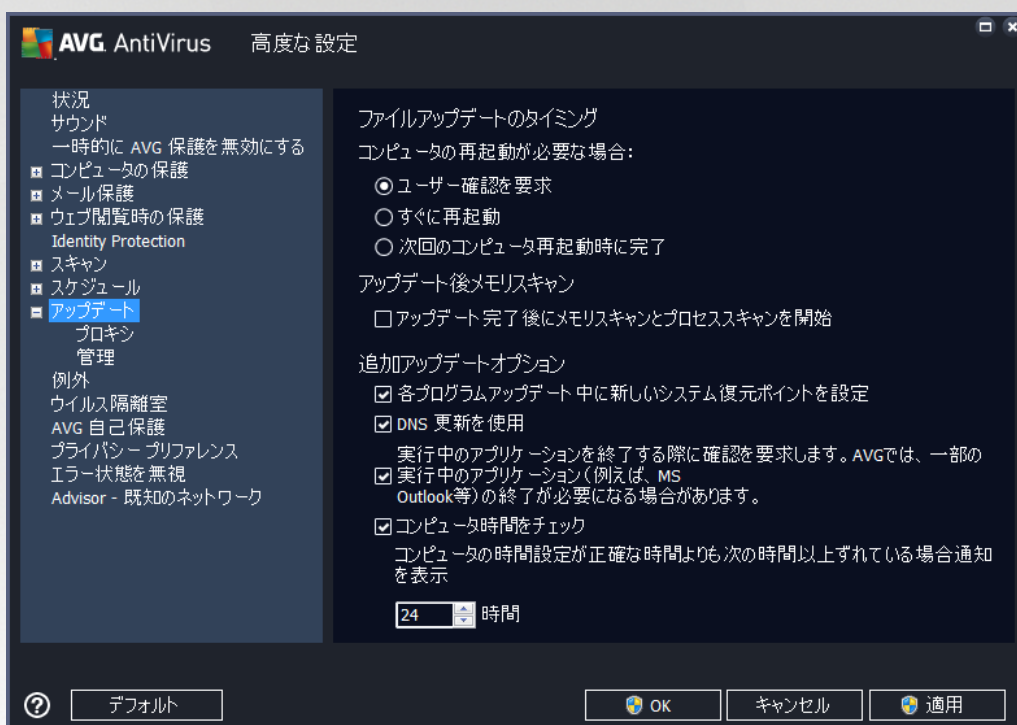 AVG AntiVirus 高度な設定
状況
サウンド
一時的に AVG 保護を無効にする
コンピュータの保護
メール保護
ウェブ閲覧時の保護
Identity Protection
スキャン
スケジュール
アップデート
プロキシ
管理
例外
ウイルス隔離室
AVG 自己保護
プライバシー プリファレンス
エラー状態を無視
Advisor - 既知のネットワーク
ファイルアップデートのタイミング
コンピュータの再起動が必要な場合:
ユーザー確認を要求
すぐに再起動
次回のコンピュータ再起動時に完了
アップデート後メモリスキャン
アップデート完了後にメモリスキャンとプロセススキャンを開始
追加アップデートオプション
各プログラムアップデート中に新しいシステム復元ポイントを設定
DNS 更新を使用
実行中のアプリケーションを終了する際に確認を要求します。AVGでは、一部の
実行中のアプリケーション(例えば、MS
Outlook等)の終了が必要になる場合があります。
コンピュータ時間をチェック
コンピュータの時間設定が正確な時間よりも次の時間以上ずれている場合通知
を表示
24 時間
? デフォルト OK キャンセル 適用